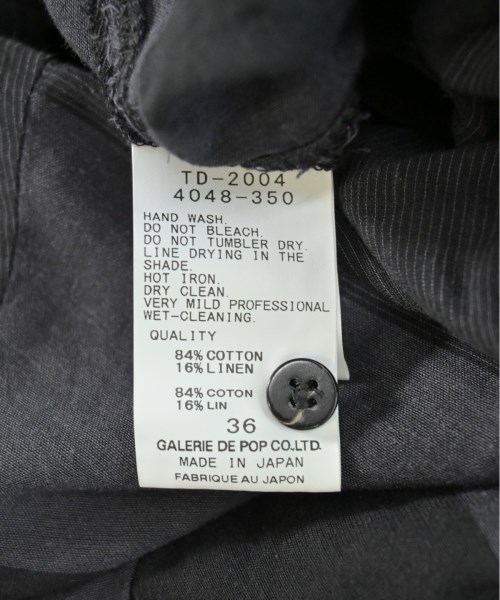 TD-2004
4048-350
HAND WASH.
DO NOT BLEACH.
DO NOT TUMBLER DRY.
LINE DRYING IN THE
SHADE.
HOT IRON.
DRY CLEAN.
VERY MILD PROFESSIONAL
WET-CLEANING.
QUALITY
84% COTTON
16% LINEN
84% COTON
16% LIN
36
GALERIE DE POP CO.,LTD.
MADE IN JAPAN
FABRIQUE AU JAPON